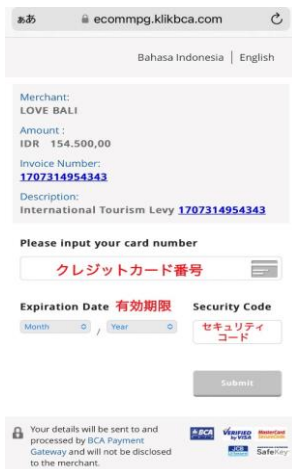 ぁあ ecommpg.klikbca.com
Bahasa Indonesia | English
Merchant:
LOVE BALI
Amount :
IDR 154.500,00
Invoice Number:
1707314954343
Description:
International Tourism Levy 1707314954343
Please input your card number
クレジットカード番号
Expiration Date 有効期限 Security Code
Month / Year セキュリティ
コード
Submit
Your details will be sent to and
processed by BCA Payment
Gateway and will not be disclosed
to the merchant.
BCA VERIFIED by VISA MasterCard
JCB SafeKey